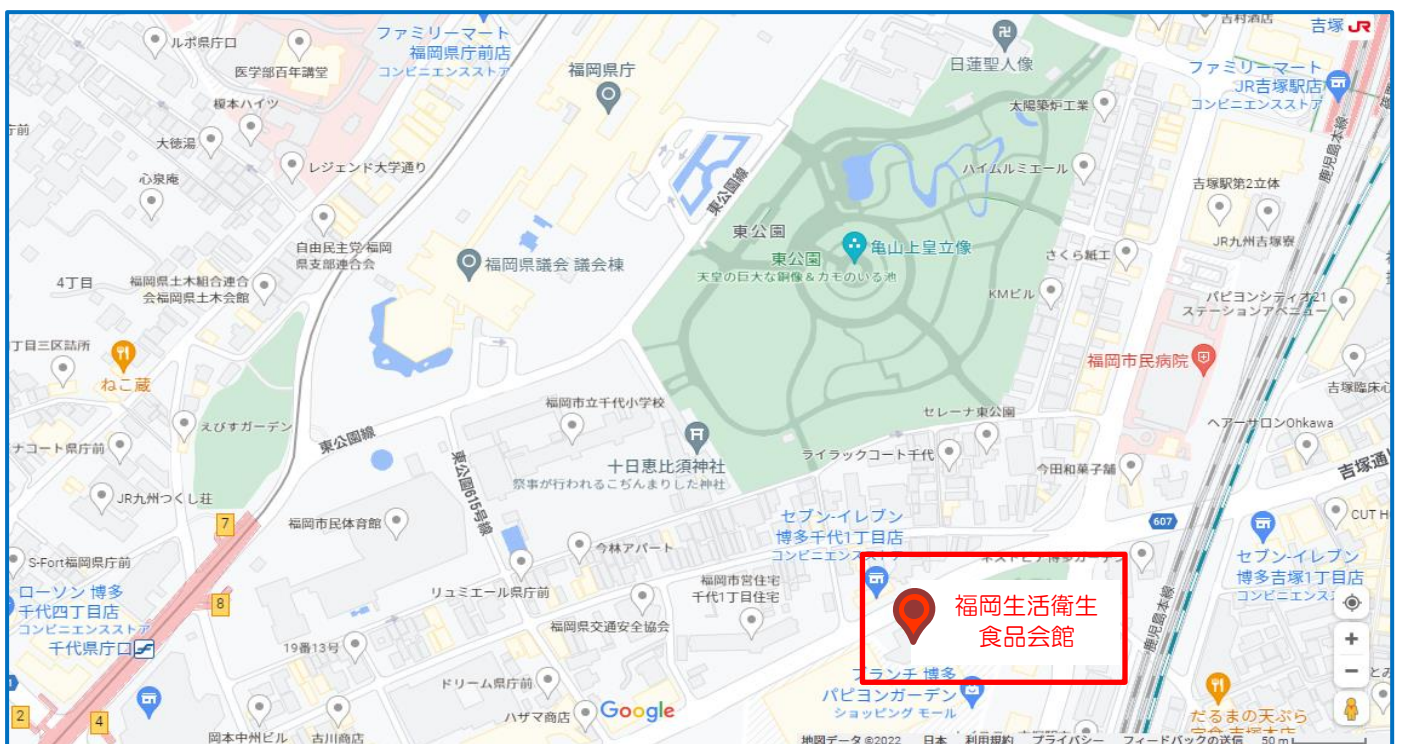 吉村酒店
吉塚 JR
ルポ県庁口
医学部百年講堂
ファミリーマート
福岡県庁前店
コンビニエンスストア
福岡県庁
日蓮聖人像
ファミリーマート
JR吉塚駅店
コンビニエンスストア
榎本ハイツ
太陽築炉工業
庁前
大徳湯
レジェンド大学通り
心泉庵
ハイムルミエール
鹿児島本線
吉塚駅第2立体
東公園線
自由民主党 福岡
県支部連合会
東公園
東公園
天皇の巨大な銅像&カモのいる池
亀山上皇立像
さくら紙工
JR九州吉塚寮
福岡県議会 議会棟
4丁目
福岡県土木組合連合
会福岡県土木会館
KMビル
パピヨンシティオ21
ステーションアベニュー
丁目三区詰所
ねこ蔵
福岡市民病院
吉塚臨床心
福岡市立千代小学校
セレーナ東公園
えびすガーデン
東公園線
ヘアーサロンOhkawa
ナコート県庁前
十日恵比須神社
祭事が行われるこぢんまりした神社
ライラックコート千代
今田和菓子舗
吉塚通り
JR九州つくし荘
東公園615号線
7
福岡市民体育館
セブン-イレブン
博多千代1丁目店
コンビニエンスストア
607
CUT H
S-Fort福岡県庁前
今林アパート
セブン-イレブン
博多吉塚1丁目店
コンビニエンス
ローソン 博多
千代四丁目店
コンビニエンスストア
8
リュミエール県庁前
福岡市営住宅
千代1丁目住宅
福岡生活衛生
食品会館
鹿児島本線
千代県庁口
福岡県交通安全協会
19番13号
ドリーム県庁前
ブランチ 博多
パピヨンガーデン
ショッピング モール
2
4
ハザマ商店
Google
だるまの天ぷら
定食 吉塚本店
岡本中州ビル
古川商店
地図データ ©2022 日本 利用規約 プライバシー フィードバックの送信 50 m